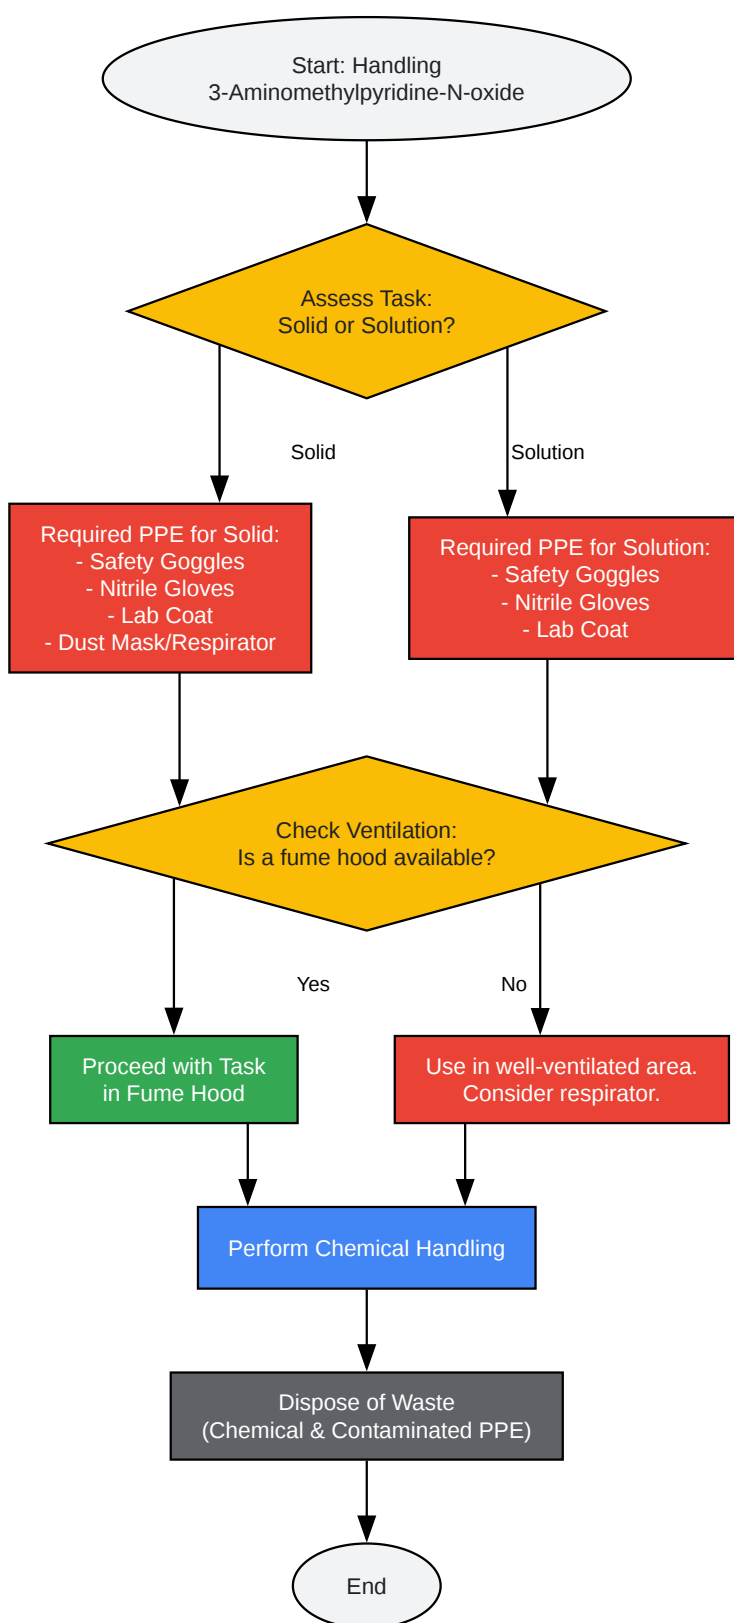 Start: Handling
3-Aminomethylpyridine-N-oxide
Assess Task:
Solid or Solution?
Solid
Solution
Required PPE for Solid:
- Safety Goggles
- Nitrile Gloves
- Lab Coat
- Dust Mask/Respirator
Required PPE for Solution:
- Safety Goggles
- Nitrile Gloves
- Lab Coat
Check Ventilation:
Is a fume hood available?
Yes
No
Proceed with Task
in Fume Hood
Use in well-ventilated area.
Consider respirator.
Perform Chemical Handling
Dispose of Waste
(Chemical & Contaminated PPE)
End